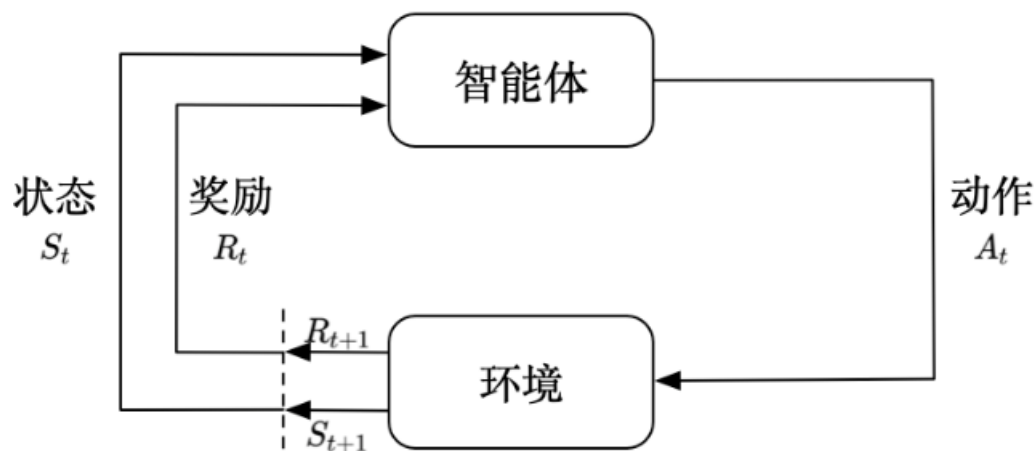 智能体
状态
S_t
奖励
R_t
动作
A_t
R_{t+1}
环境
S_{t+1}